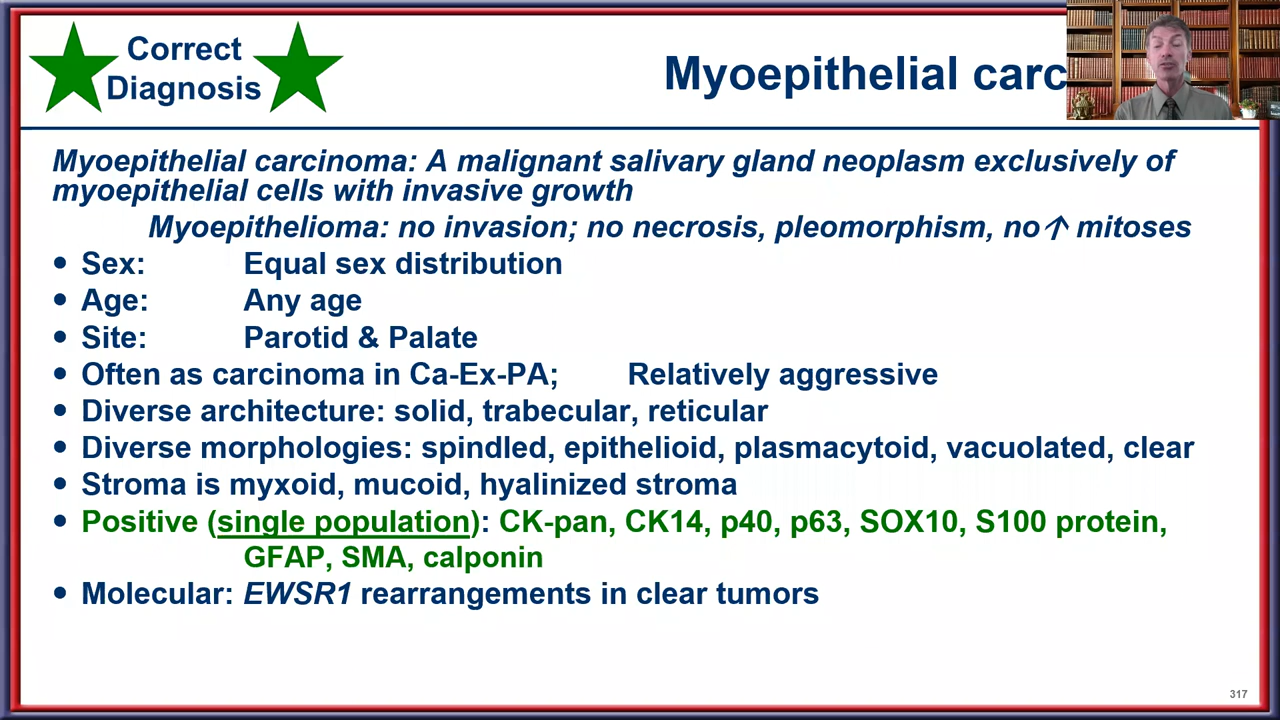 Correct
Diagnosis
Myoepithelial carc
Myoepithelial carcinoma: A malignant salivary gland neoplasm exclusively of
myoepithelial cells with invasive growth
Myoepithelioma: no invasion; no necrosis, pleomorphism, no↑ mitoses
• Sex: Equal sex distribution
• Age: Any age
• Site: Parotid & Palate
• Often as carcinoma in Ca-Ex-PA; Relatively aggressive
• Diverse architecture: solid, trabecular, reticular
• Diverse morphologies: spindled, epithelioid, plasmacytoid, vacuolated, clear
• Stroma is myxoid, mucoid, hyalinized stroma
• Positive (single population): CK-pan, CK14, p40, p63, SOX10, S100 protein,
GFAP, SMA, calponin
• Molecular: EWSR1 rearrangements in clear tumors
317